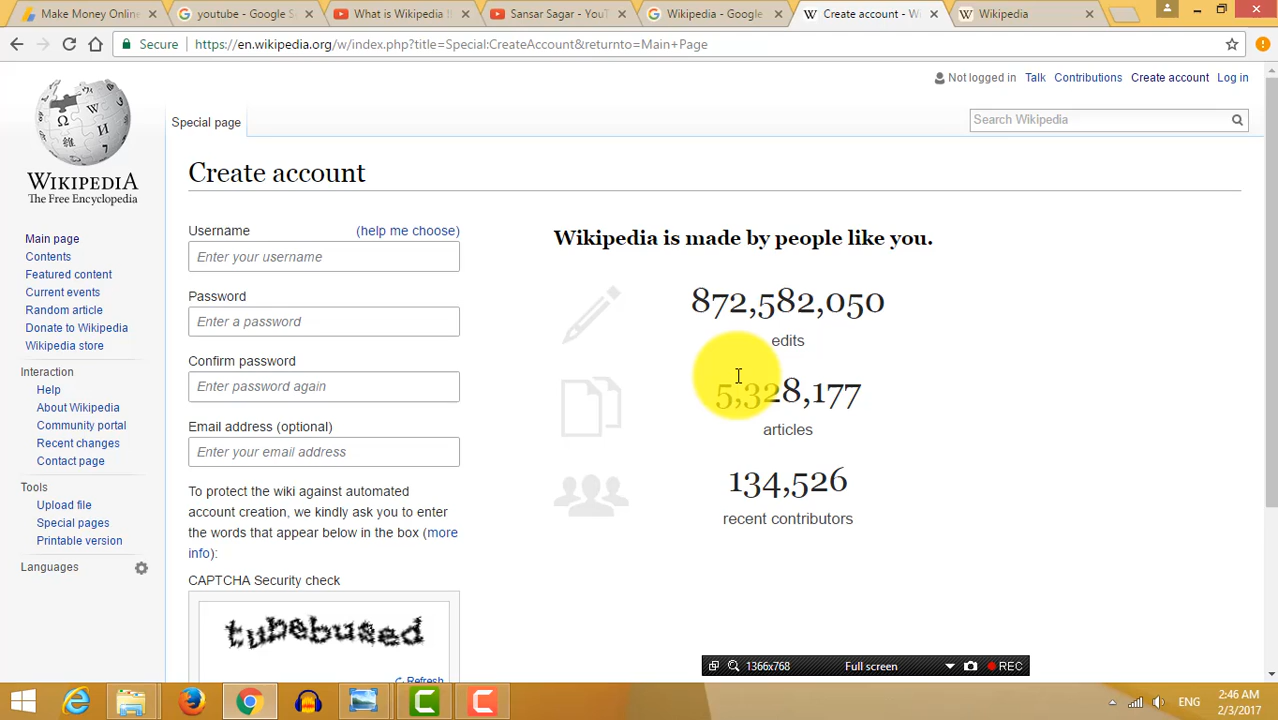 Make Money Online
youtube - Google S
What is Wikipedia
Sansar Sagar - YouT
Wikipedia - Google
Create account - Wi
Wikipedia
Secure
https://en.wikipedia.org/w/index.php?title=Special:CreateAccount&returnto=Main+Page
Not logged in Talk Contributions Create account Log in
Special page
Search Wikipedia
WIKIPEDIA
The Free Encyclopedia
Main page
Contents
Featured content
Current events
Random article
Donate to Wikipedia
Wikipedia store
Interaction
Help
About Wikipedia
Community portal
Recent changes
Contact page
Tools
Upload file
Special pages
Printable version
Languages
Create account
Username (help me choose)
Enter your username
Password
Enter a password
Confirm password
Enter password again
Email address (optional)
Enter your email address
To protect the wiki against automated
account creation, we kindly ask you to enter
the words that appear below in the box (more
info):
CAPTCHA Security check
tubebused
Refresh
Wikipedia is made by people like you.
872,582,050
edits
5,328,177
articles
134,526
recent contributors
1366x768 Full screen REC
ENG
2:46 AM
2/3/2017